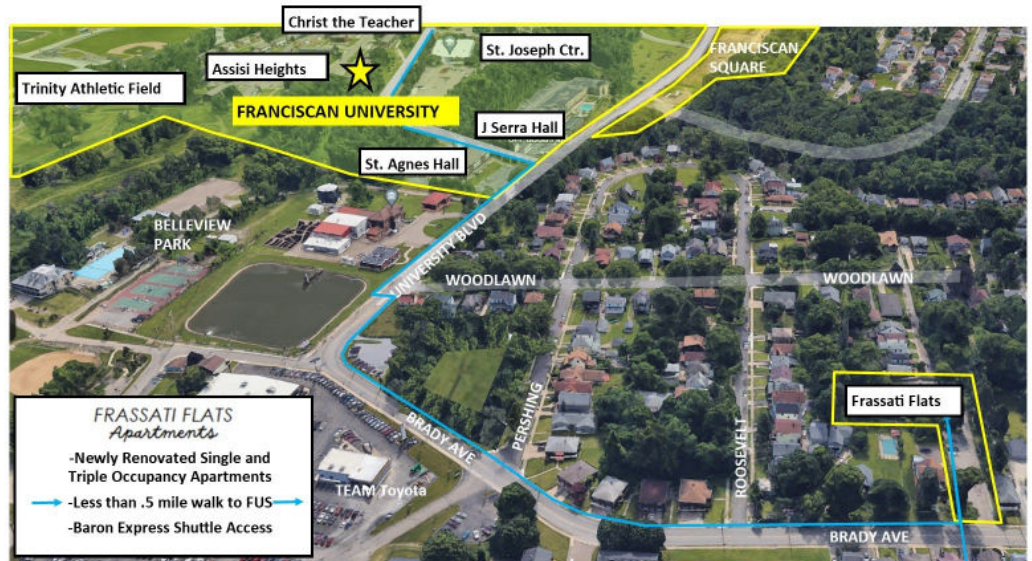 Christ the Teacher
St. Joseph Ctr.
FRANCISCAN
SQUARE
Assisi Heights
Trinity Athletic Field
FRANCISCAN UNIVERSITY
J Serra Hall
St. Agnes Hall
BELLEVIEW
PARK
UNIVERSITY BLVD
WOODLAWN
WOODLAWN
PERSHING
ROOSEVELT
Frassati Flats
BRADY AVE
TEAM Toyota
BRADY AVE
FRASSATI FLATS
Apartments
-Newly Renovated Single and
Triple Occupancy Apartments
-Less than .5 mile walk to FUS
-Baron Express Shuttle Access